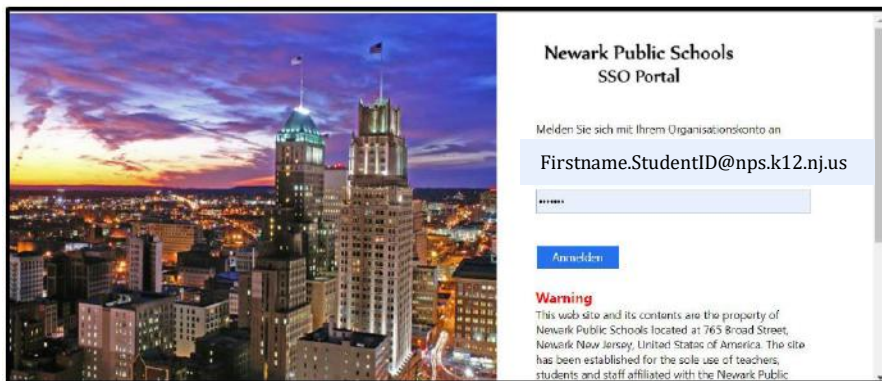 Newark Public Schools
SSO Portal
Melden Sie sich mit Ihrem Organisationskonto an
Firstname.StudentID@nps.k12.nj.us
•••••••
Anmelden
Warning
This web site and its contents are the property of
Newark Public Schools located at 765 Broad Street,
Newark New Jersey, United States of America. The site
has been established for the sole use of teachers,
students and staff affiliated with the Newark Public